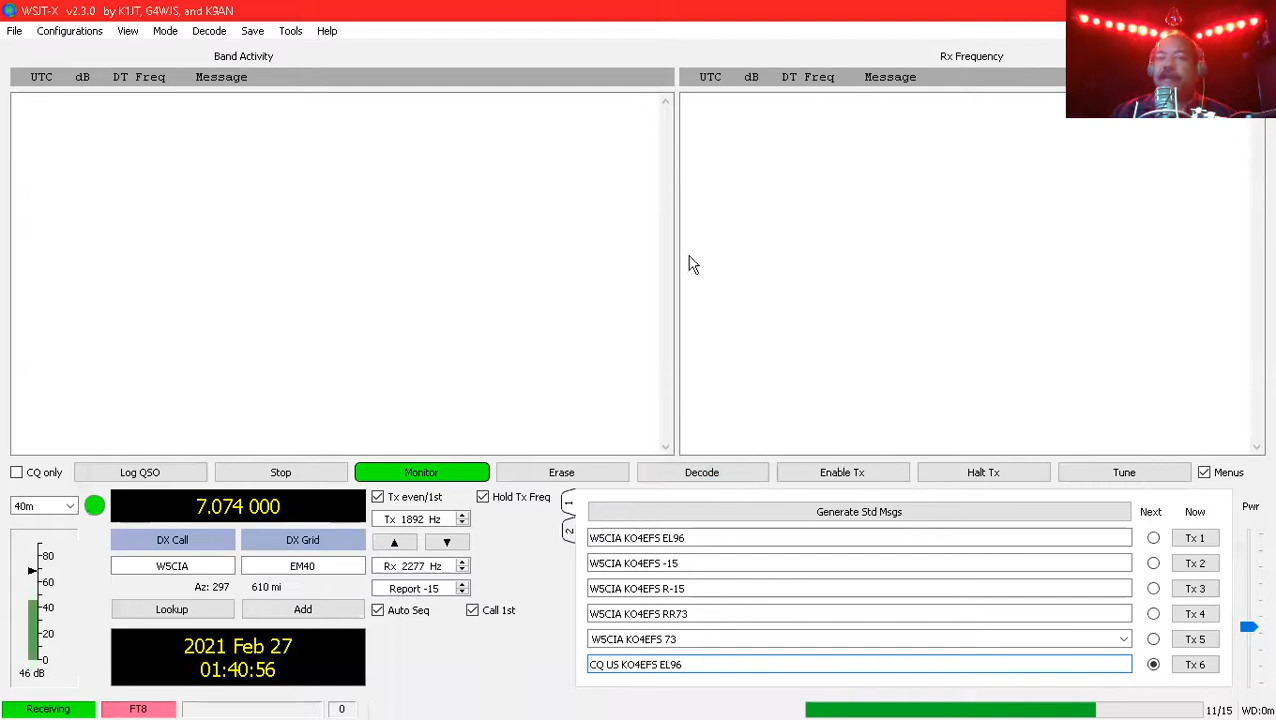 WSJT-X v2.3.0 by K1JT, G4WJS, and K9AN
File Configurations View Mode Decode Save Tools Help
Band Activity Rx Frequency
UTC dB DT Freq Message UTC dB DT Freq Message
CQ only Log QSO Stop Monitor Erase Decode Enable Tx Halt Tx Tune Menus
40m 7.074 000 Tx even/1st Hold Tx Freq 1 Generate Std Msgs Next Now Pwr
Tx 1892 Hz 2
DX Call DX Grid W5CIA KO4EFS EL96 Tx 1
W5CIA EM40 Rx 2277 Hz W5CIA KO4EFS -15 Tx 2
Az: 297 610 mi Report -15 W5CIA KO4EFS R-15 Tx 3
Lookup Add Auto Seq Call 1st W5CIA KO4EFS RR73 Tx 4
80
60
40
20
0
46 dB
2021 Feb 27 W5CIA KO4EFS 73 Tx 5
01:40:56 CQ US KO4EFS EL96 Tx 6
Receiving FT8 0 11/15 WD:0m